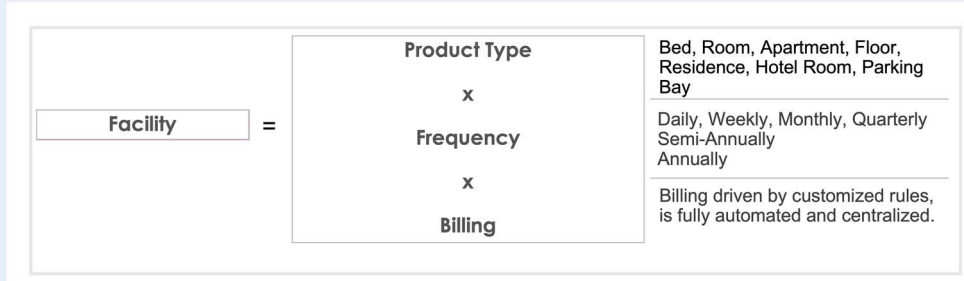 Facility
=
Product Type
x
Frequency
x
Billing
Bed, Room, Apartment, Floor,
Residence, Hotel Room, Parking
Bay
Daily, Weekly, Monthly, Quarterly
Semi-Annually
Annually
Billing driven by customized rules,
is fully automated and centralized.